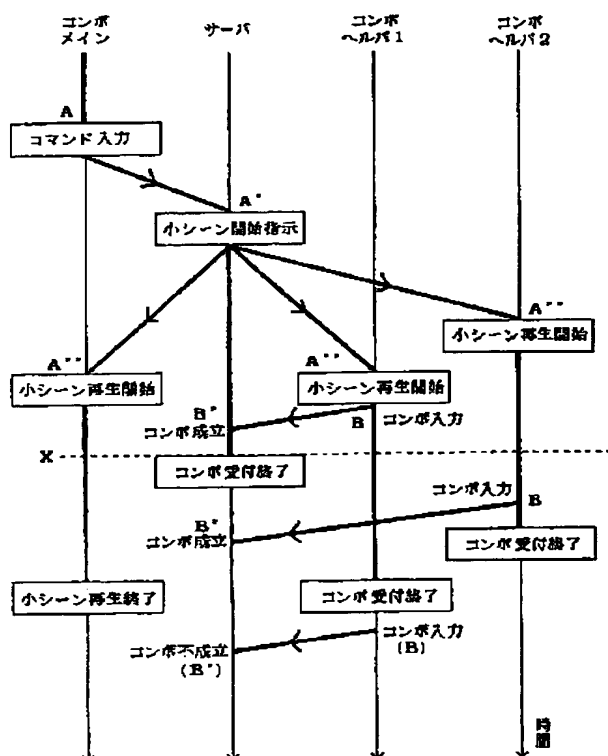 コンボ
メイン
サーバ
コンボ
ヘルパ1
コンボ
ヘルパ2
A
コマンド入力
A'
小シーン開始指示
A''
小シーン再生開始
A''
小シーン再生開始
A''
小シーン再生開始
B'
コンボ成立
B
コンボ入力
X
コンボ受付終了
コンボ入力
B
B'
コンボ成立
コンボ受付終了
小シーン再生終了
コンボ受付終了
コンボ不成立
(B')
コンボ入力
(B)
時間